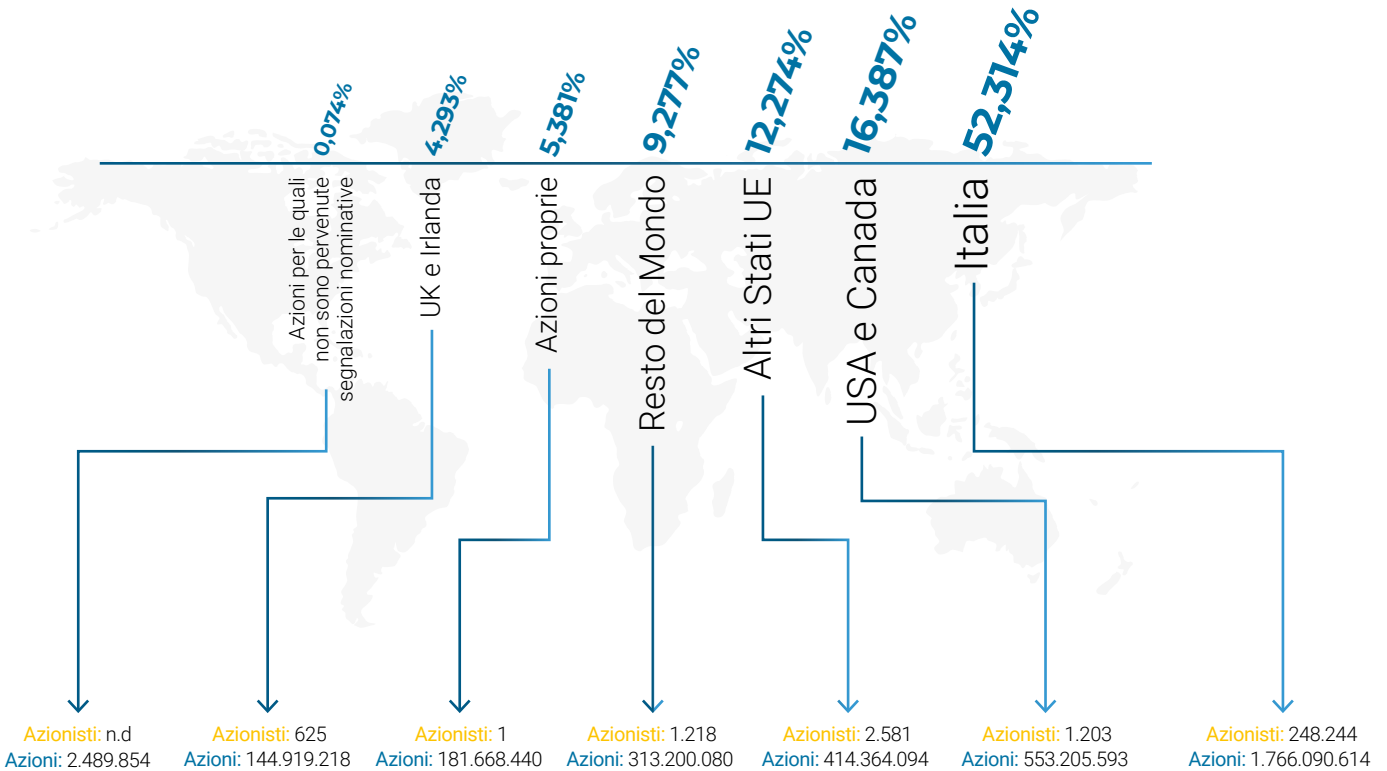 0,074%
4,293%
5,381%
9,277%
12,274%
16,387%
52,314%
Azioni per le quali
non sono pervenute
segnalazioni nominative
UK e Irlanda
Azioni proprie
Resto del Mondo
Altri Stati UE
USA e Canada
Italia
Azionisti: n.d
Azioni: 2.489.854
Azionisti: 625
Azioni: 144.919.218
Azionisti: 1
Azioni: 181.668.440
Azionisti: 1.218
Azioni: 313.200.080
Azionisti: 2.581
Azioni: 414.364.094
Azionisti: 1.203
Azioni: 553.205.593
Azionisti: 248.244
Azioni: 1.766.090.614